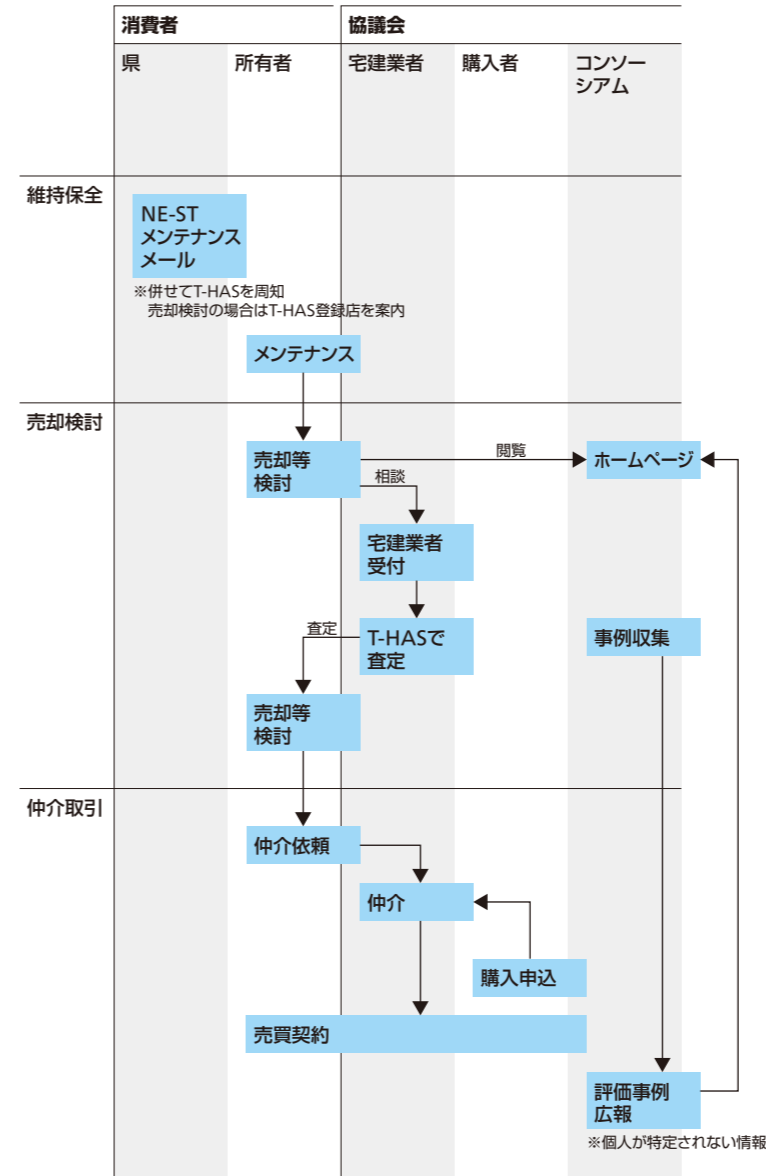 消費者
協議会
県
所有者
宅建業者
購入者
コンソー
シアム
維持保全
NE-ST
メンテナンス
メール
※併せてT-HASを周知
売却検討の場合はT-HAS登録店を案内
メンテナンス
売却検討
売却等
検討
閲覧
ホームページ
相談
宅建業者
受付
査定
T-HASで
査定
事例収集
売却等
検討
仲介取引
仲介依頼
仲介
購入申込
売買契約
評価事例
広報
※個人が特定されない情報